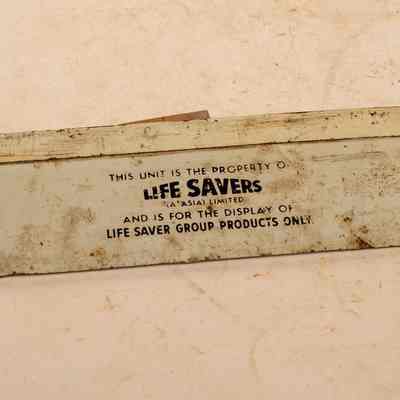 THIS UNIT IS THE PROPERTY O
LIFE SAVERS
(A'ASIA) LIMITED
AND IS FOR THE DISPLAY OF
LIFE SAVER GROUP PRODUCTS ONLY